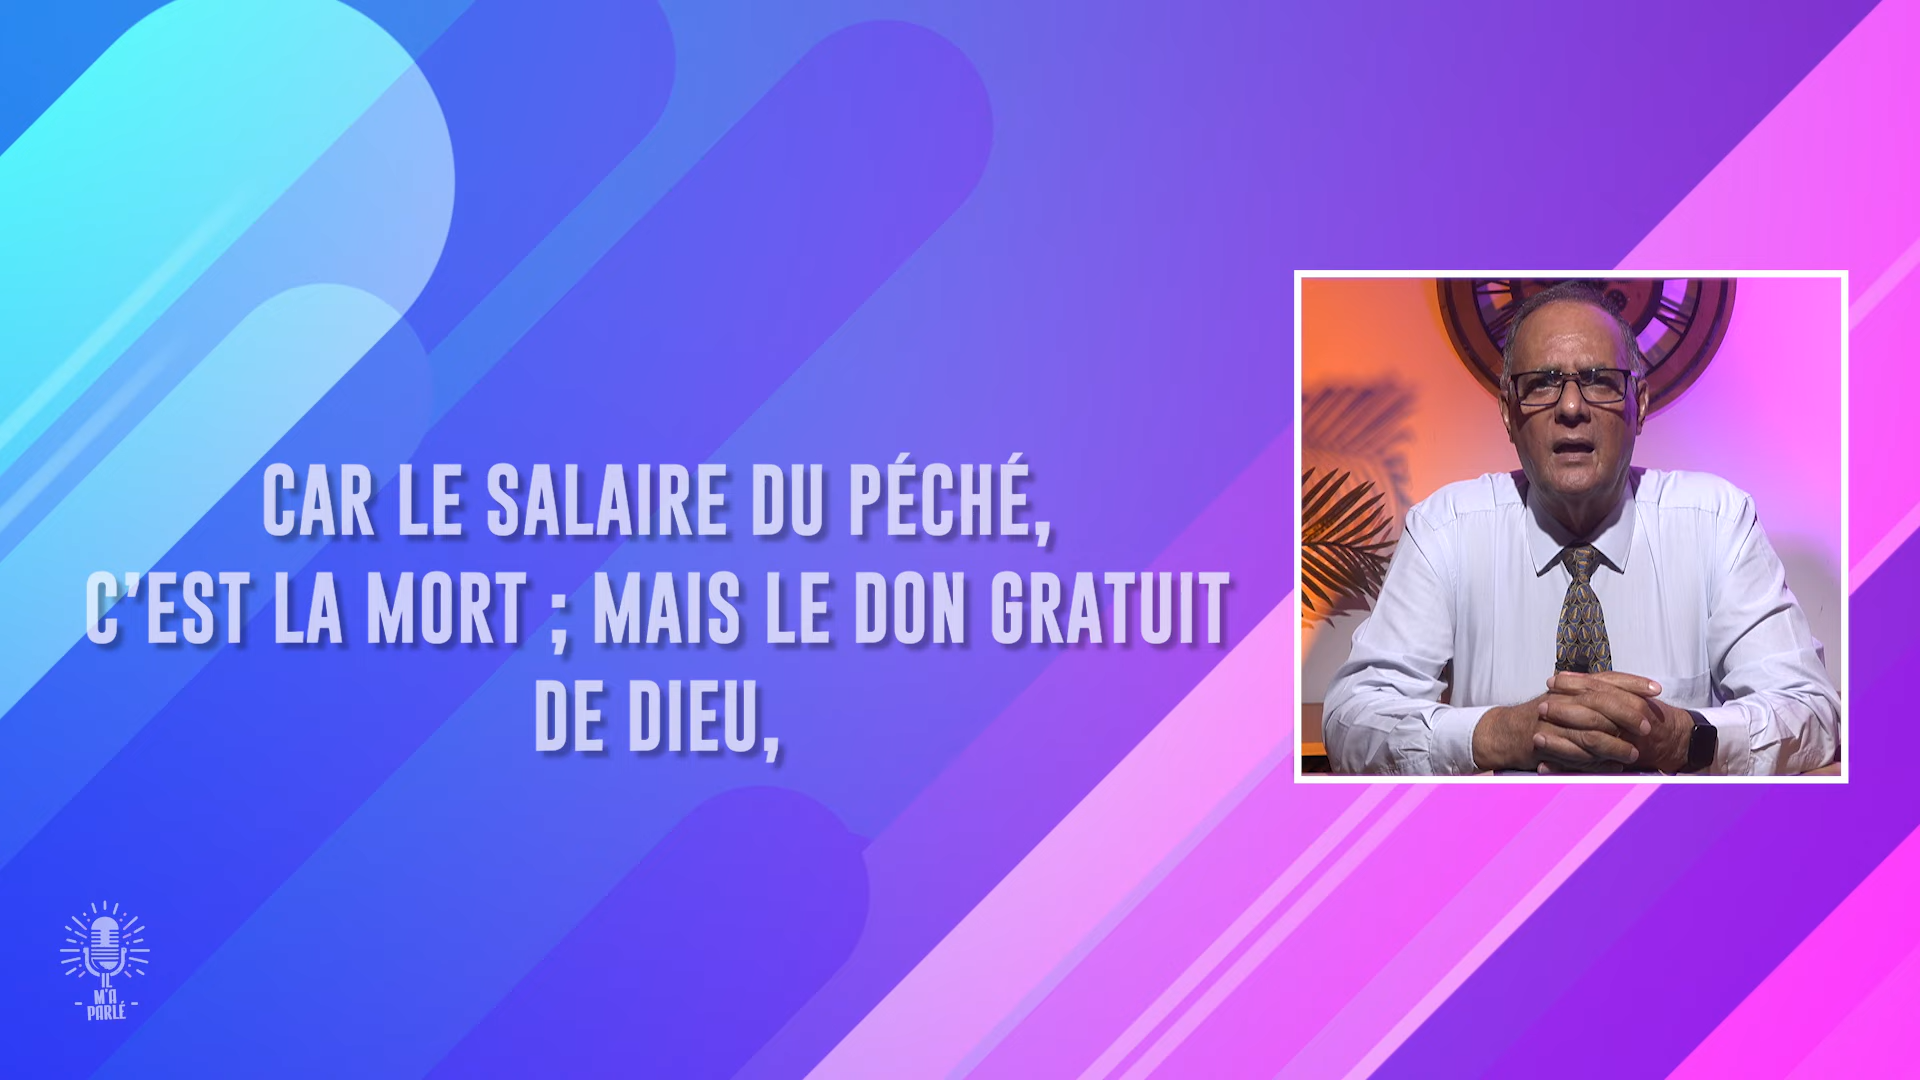 CAR LE SALAIRE DU PÉCHÉ,
C'EST LA MORT ; MAIS LE DON GRATUIT
DE DIEU,
IL
M'A
- PARLÉ -